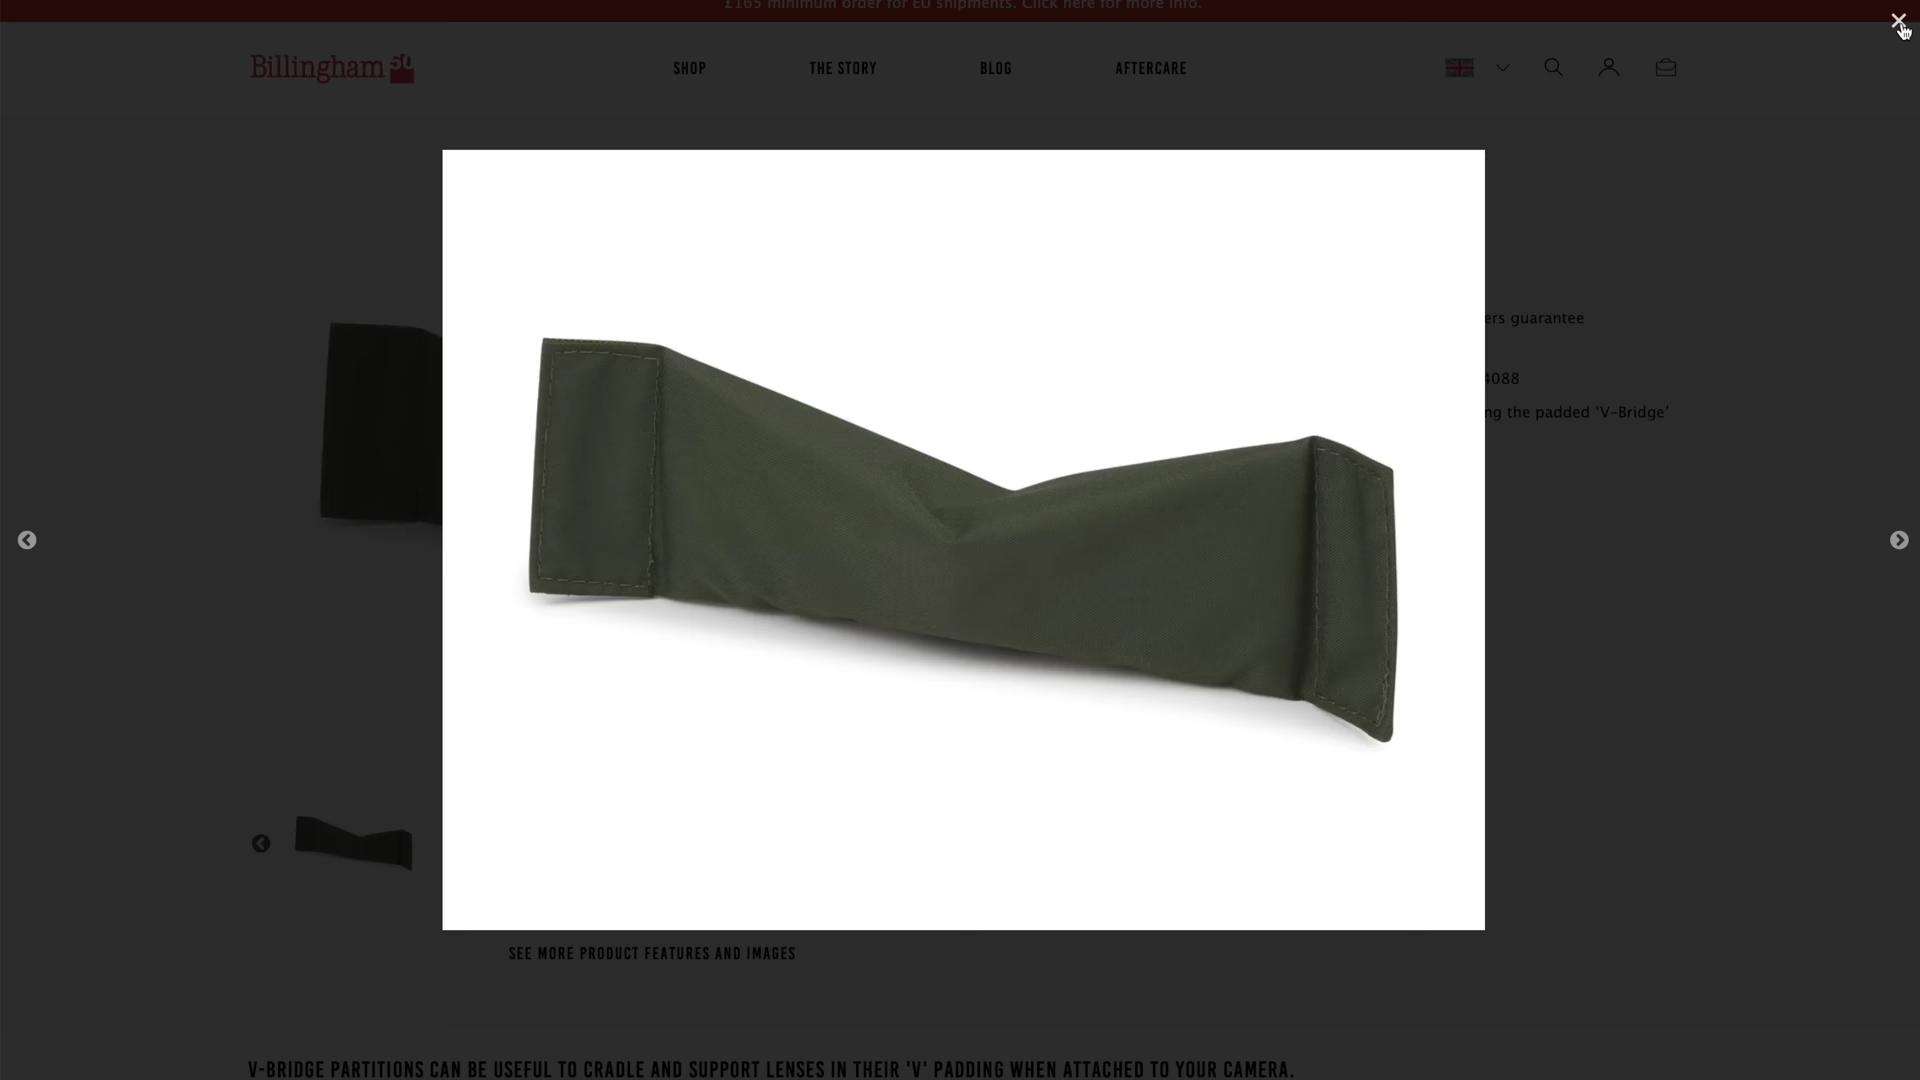 £165 minimum order for EU shipments. Click here for more info.
Billingham 50
SHOP
THE STORY
BLOG
AFTERCARE
ers guarantee
4088
ng the padded ‘V-Bridge’
SEE MORE PRODUCT FEATURES AND IMAGES
V-BRIDGE PARTITIONS CAN BE USEFUL TO CRADLE AND SUPPORT LENSES IN THEIR 'V' PADDING WHEN ATTACHED TO YOUR CAMERA.